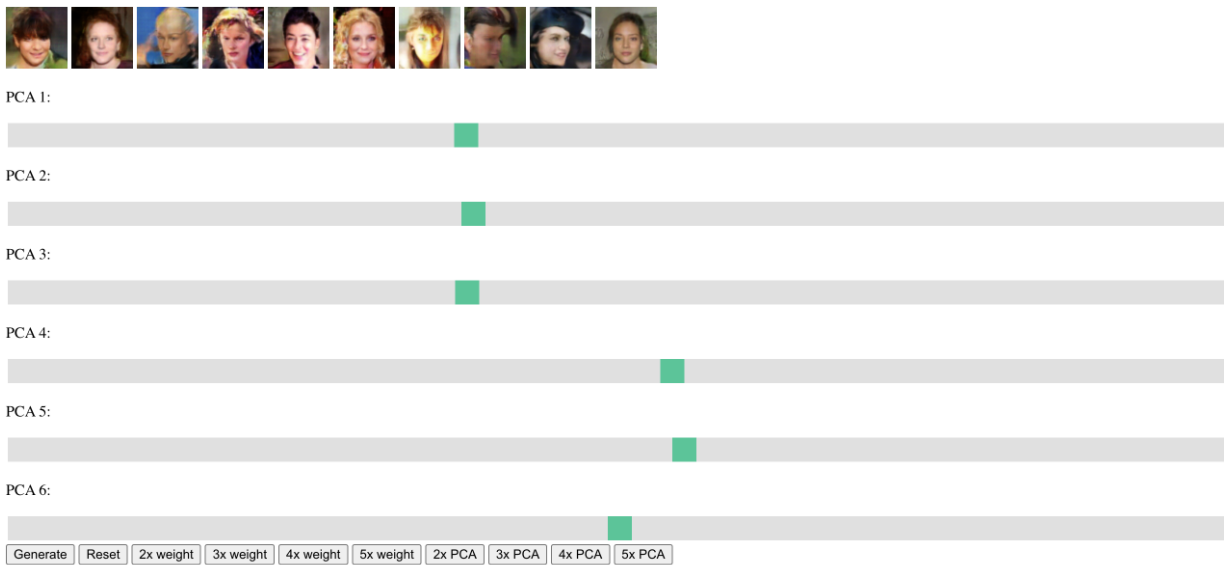 PCA 1:
PCA 2:
PCA 3:
PCA 4:
PCA 5:
PCA 6:
Generate Reset 2x weight 3x weight 4x weight 5x weight 2x PCA 3x PCA 4x PCA 5x PCA